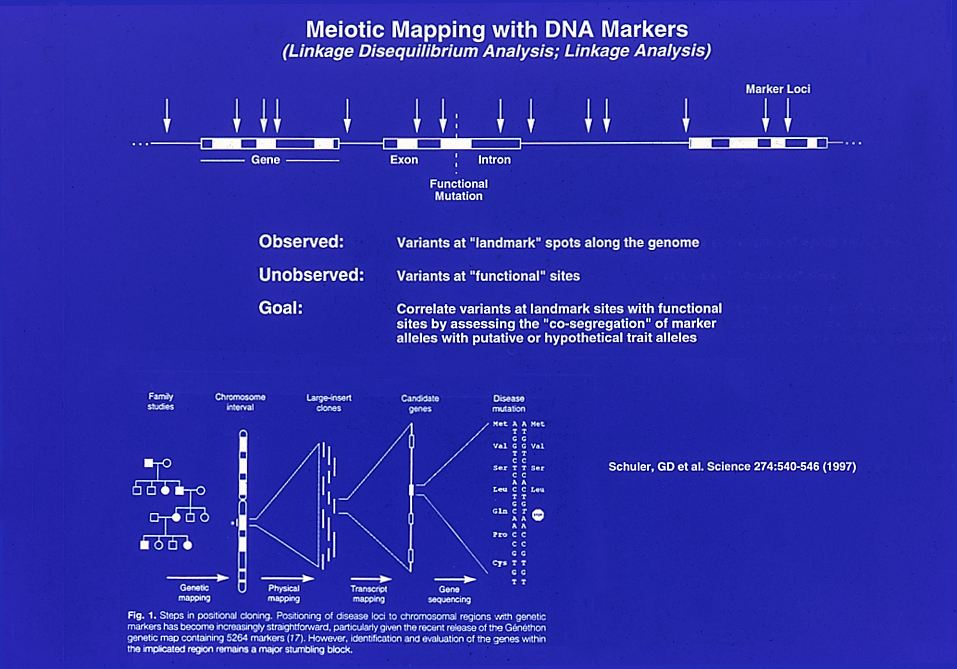 Meiotic Mapping with DNA Markers
(Linkage Disequilibrium Analysis; Linkage Analysis)
Marker Loci
Gene
Exon
Intron
Functional
Mutation
Observed:
Variants at "landmark" spots along the genome
Unobserved:
Variants at "functional" sites
Goal:
Correlate variants at landmark sites with functional
sites by assessing the "co-segregation" of marker
alleles with putative or hypothetical trait alleles
Family
studies
Chromosome
interval
Large-insert
clones
Candidate
genes
Disease
mutation
Met A A Met
T T
G G
Val G G Val
T T
G G
Ser T T Ser
C C
A A
Leu C C Leu
T T
G G
Gln C T STOP
A A
A A
Pro C C
C C
G G
Cys T T
G G
T T
Genetic
mapping
Physical
mapping
Transcript
mapping
Gene
sequencing
Schuler, GD et al. Science 274:540-546 (1997)
Fig. 1. Steps in positional cloning. Positioning of disease loci to chromosomal regions with genetic
markers has become increasingly straightforward, particularly given the recent release of the Généthon
genetic map containing 5264 markers (17). However, identification and evaluation of the genes within
the implicated region remains a major stumbling block.